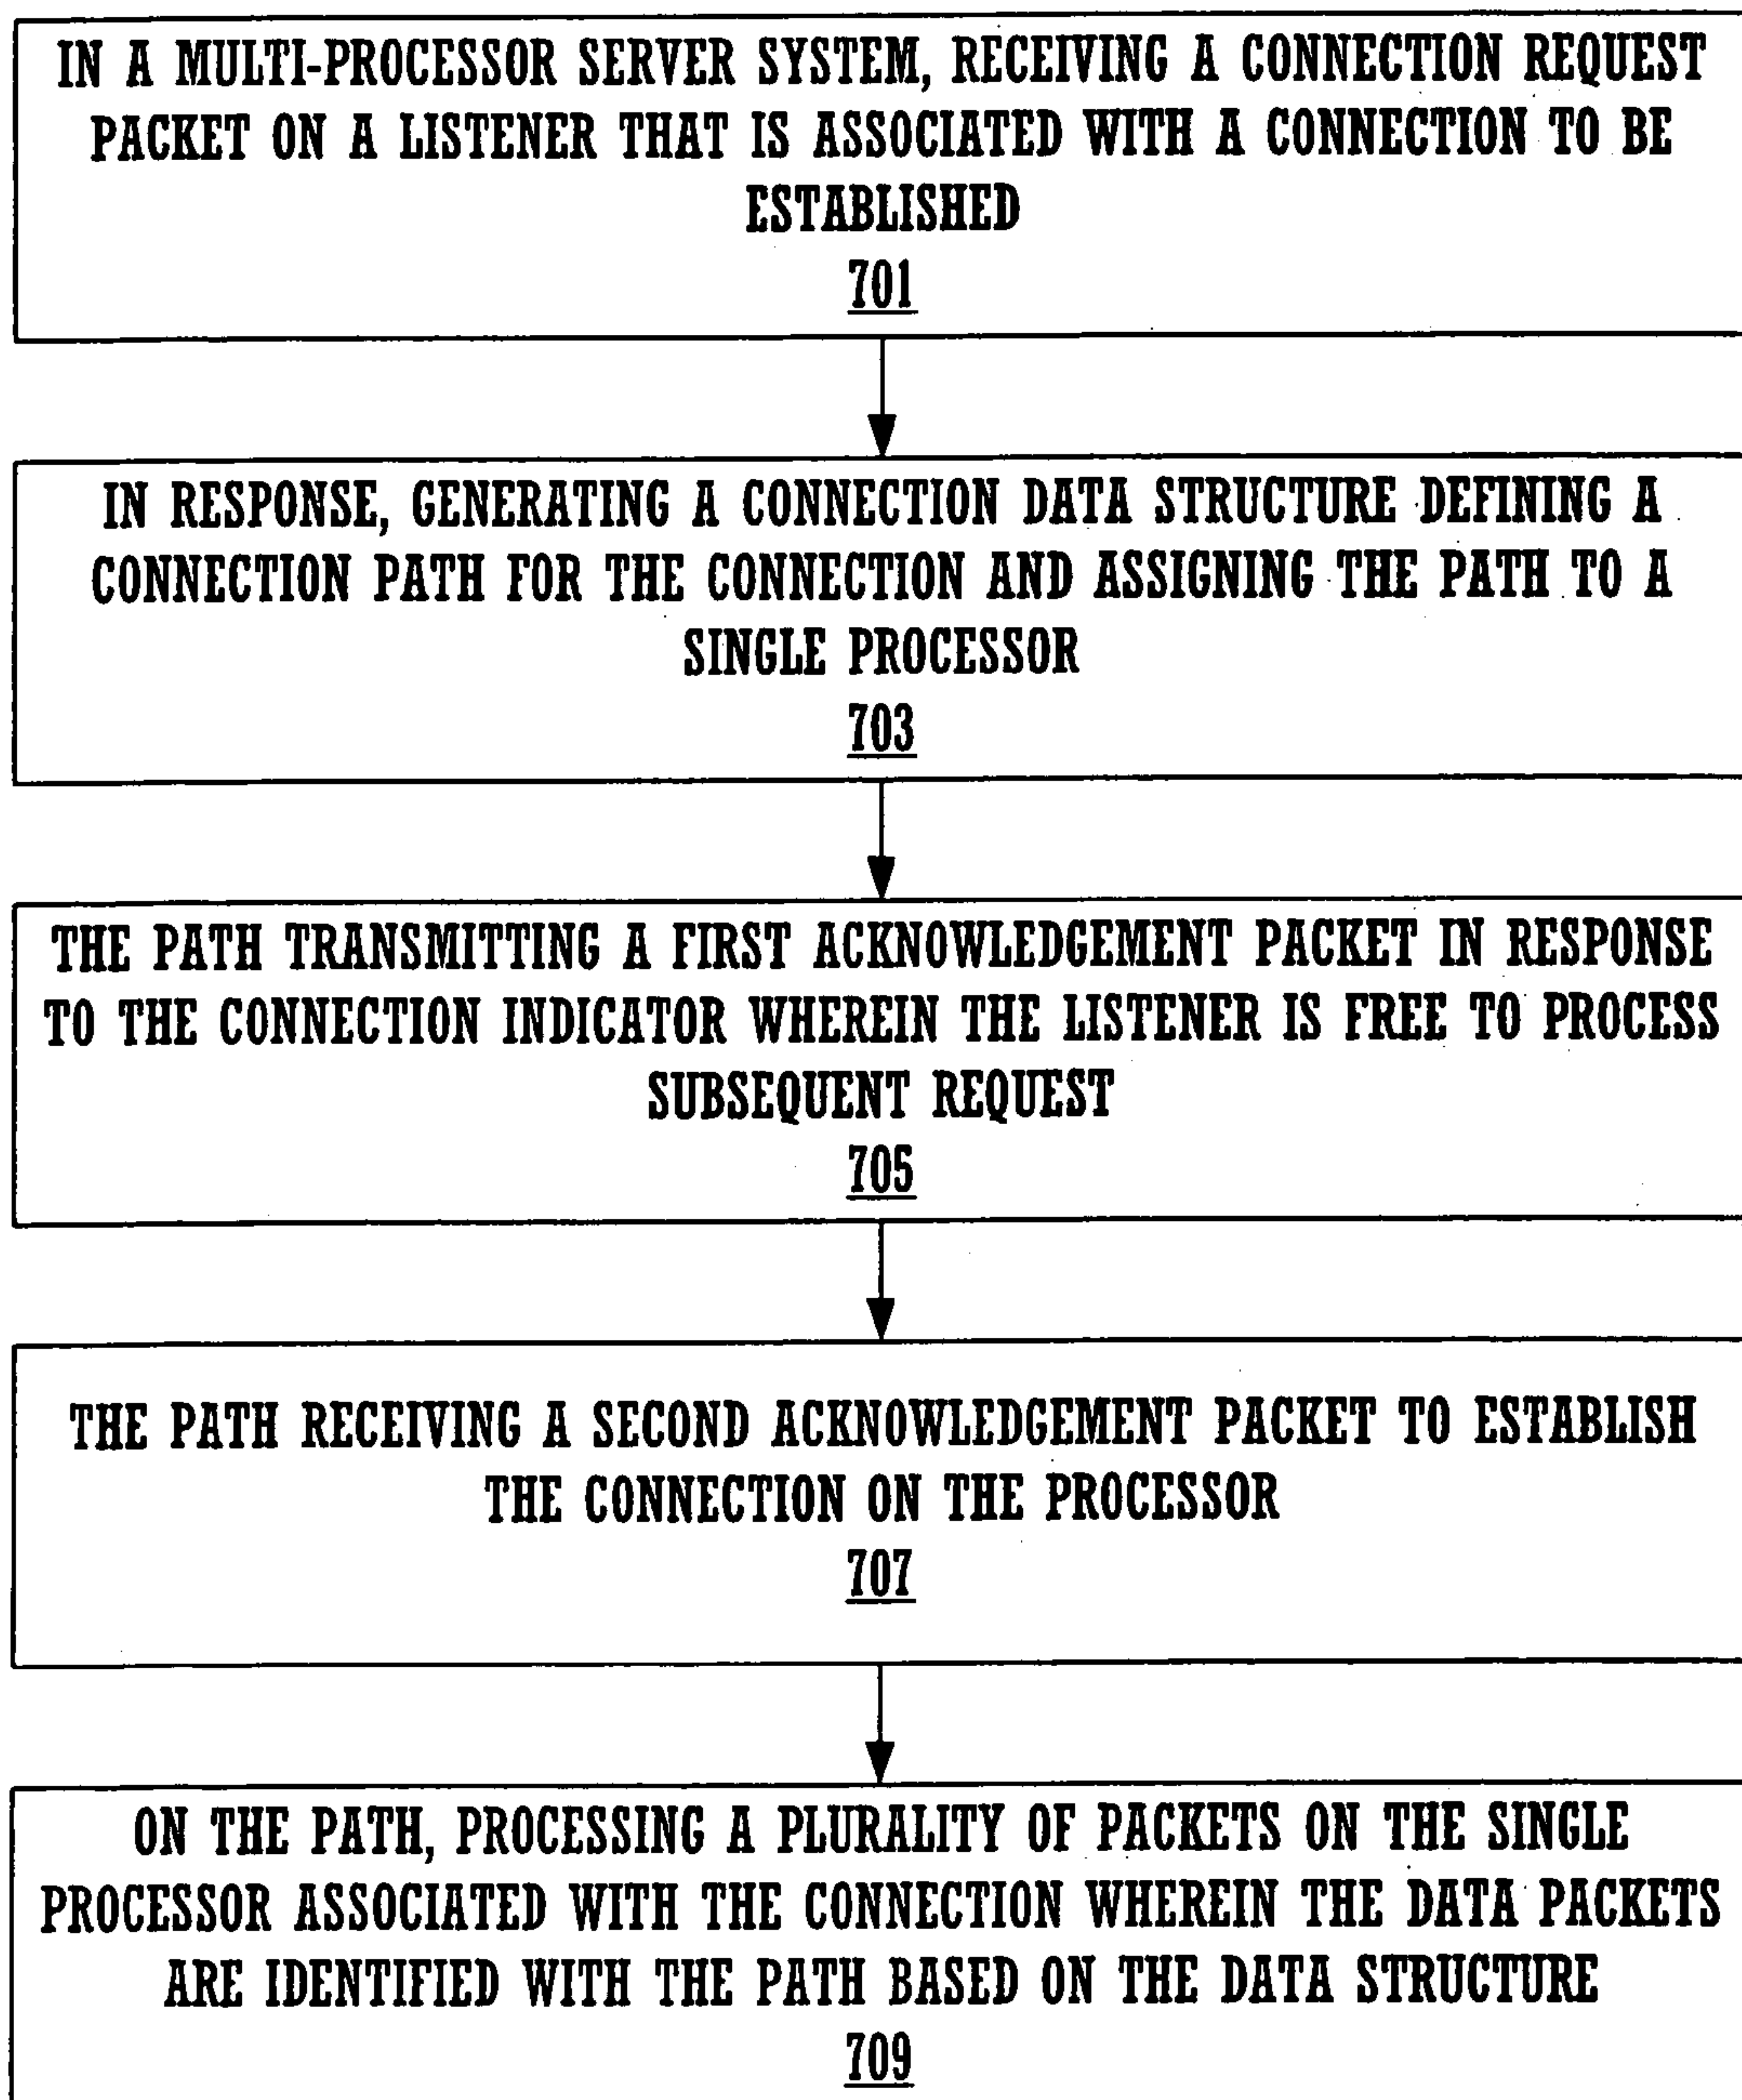 IN A MULTI-PROCESSOR SERVER SYSTEM, RECEIVING A CONNECTION REQUEST
PACKET ON A LISTENER THAT IS ASSOCIATED WITH A CONNECTION TO BE
ESTABLISHED
701
IN RESPONSE, GENERATING A CONNECTION DATA STRUCTURE DEFINING A
CONNECTION PATH FOR THE CONNECTION AND ASSIGNING THE PATH TO A
SINGLE PROCESSOR
703
THE PATH TRANSMITTING A FIRST ACKNOWLEDGEMENT PACKET IN RESPONSE
TO THE CONNECTION INDICATOR WHEREIN THE LISTENER IS FREE TO PROCESS
SUBSEQUENT REQUEST
705
THE PATH RECEIVING A SECOND ACKNOWLEDGEMENT PACKET TO ESTABLISH
THE CONNECTION ON THE PROCESSOR
707
ON THE PATH, PROCESSING A PLURALITY OF PACKETS ON THE SINGLE
PROCESSOR ASSOCIATED WITH THE CONNECTION WHEREIN THE DATA PACKETS
ARE IDENTIFIED WITH THE PATH BASED ON THE DATA STRUCTURE
709